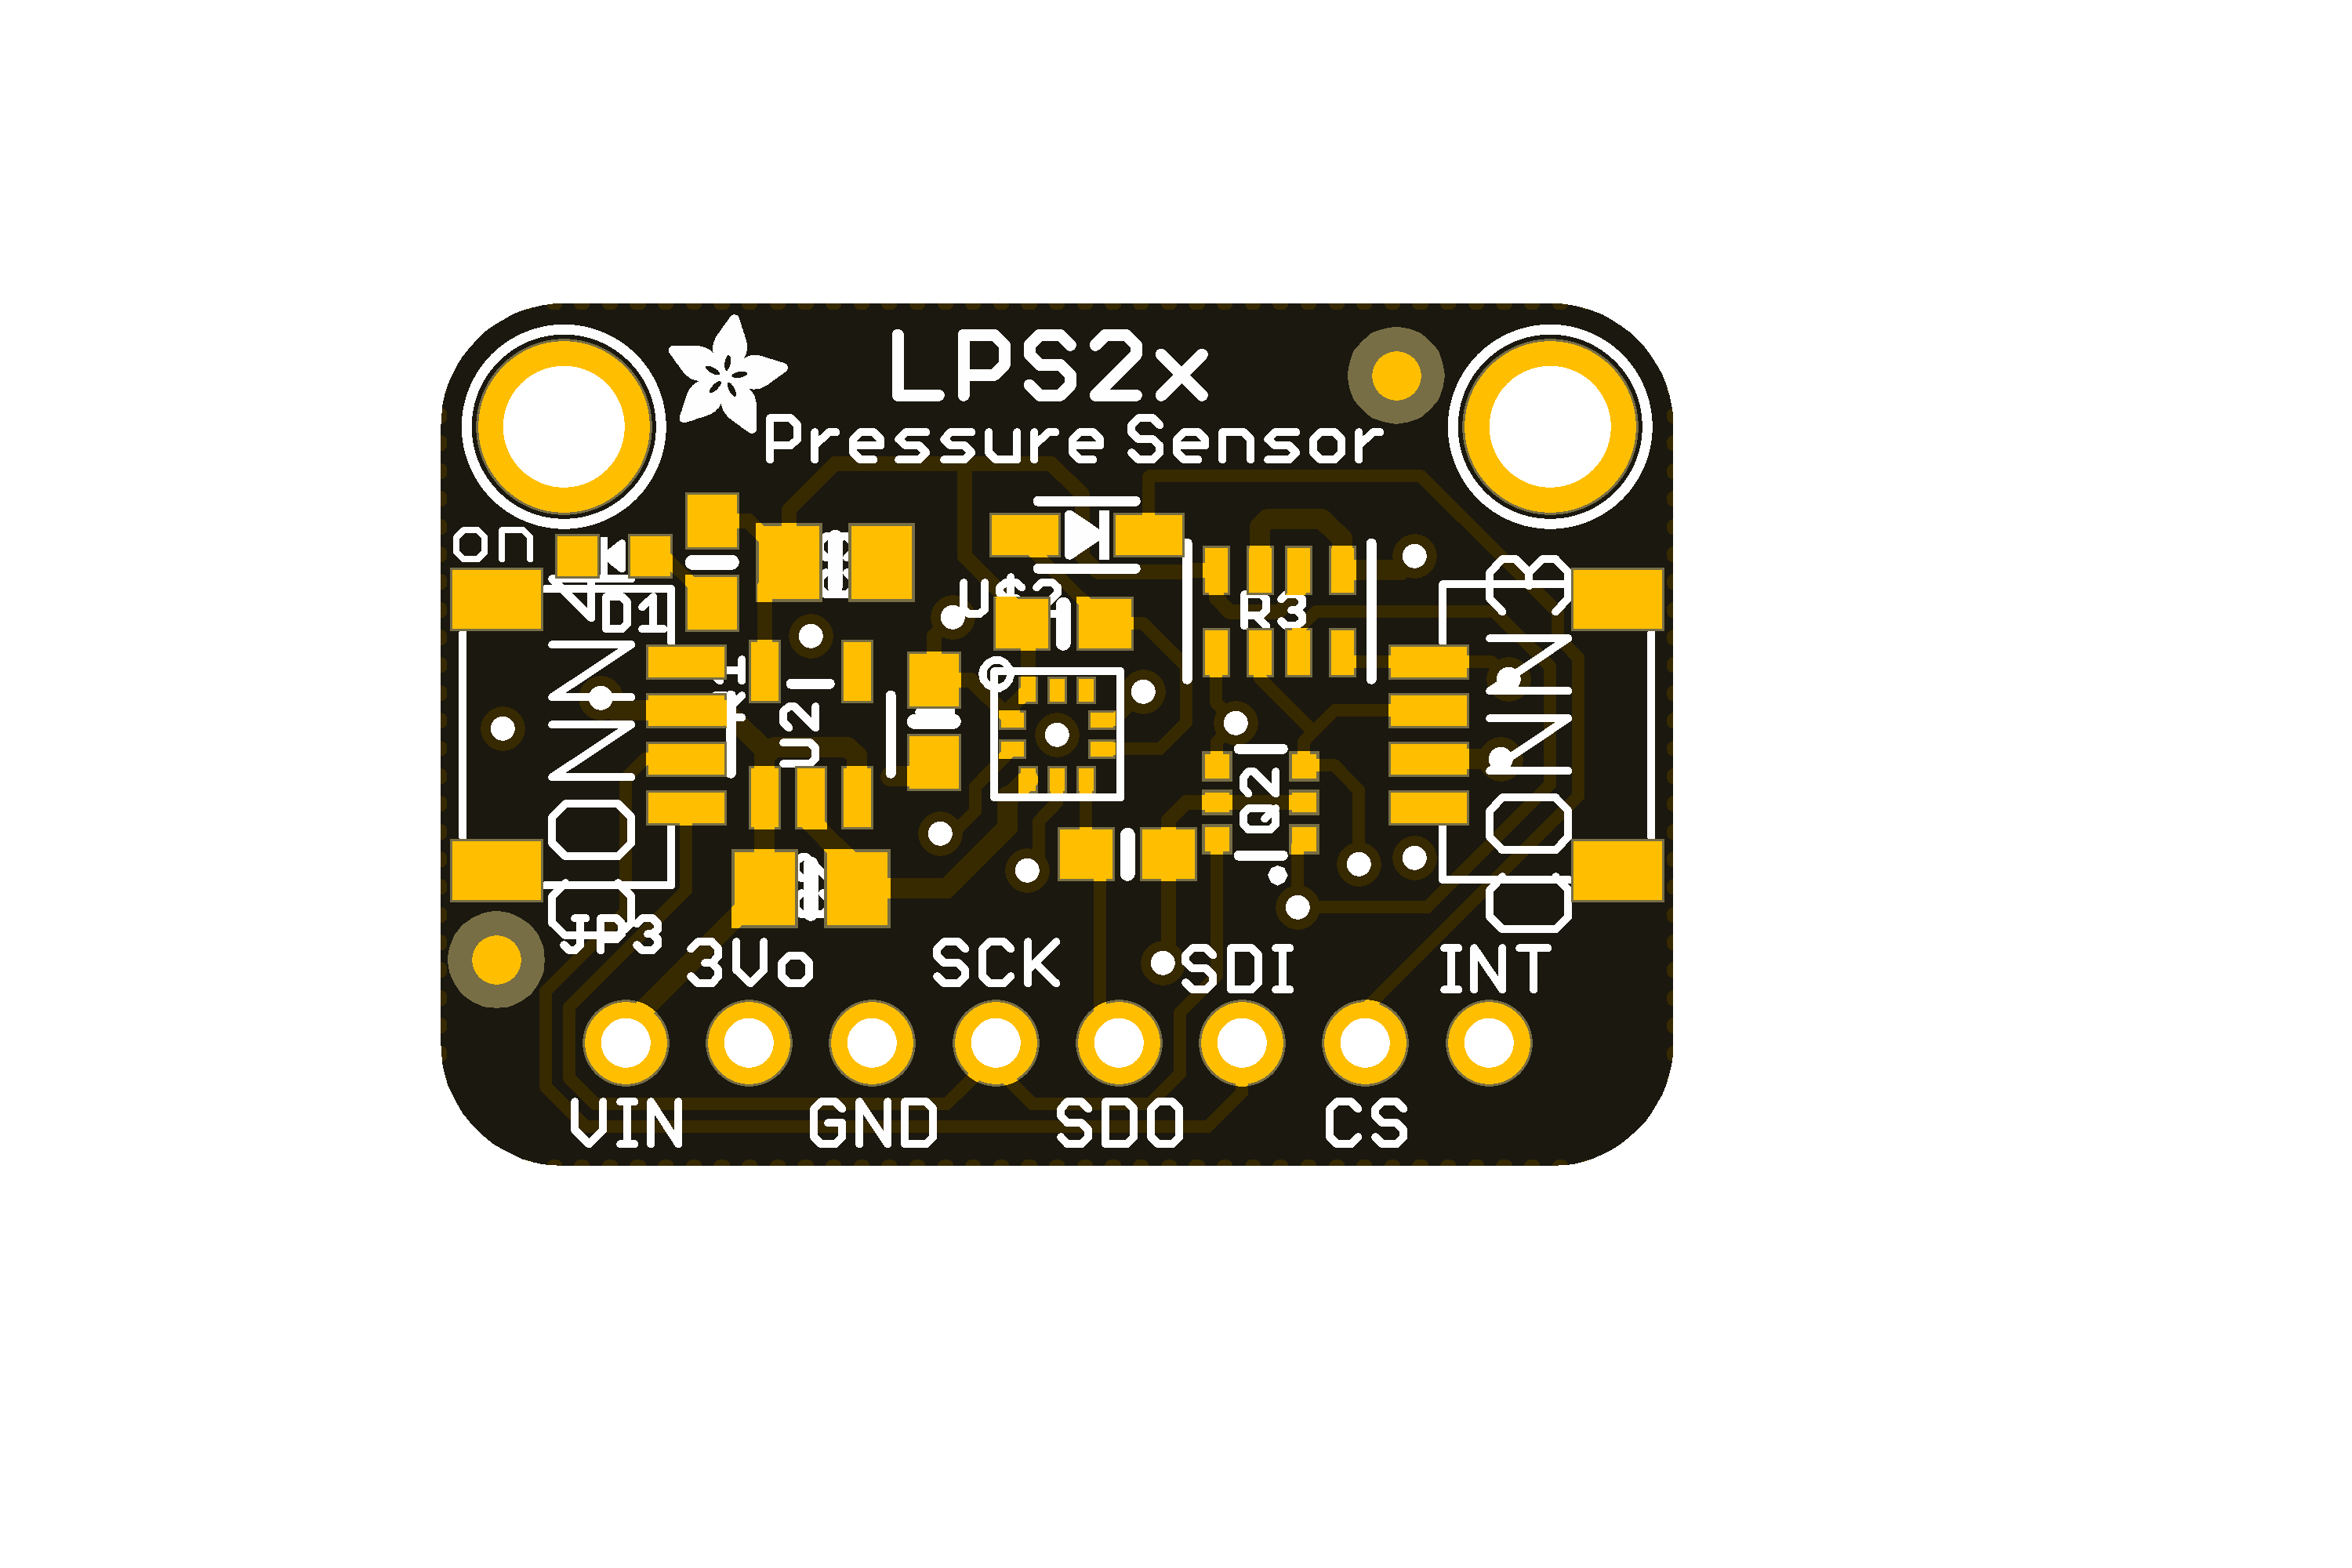 LPS2x
Pressure Sensor
on
D1
R3
U2
Q2
CONN4
CONN3
JP3
3Vo
SCK
SDI
INT
VIN
GND
SDO
CS